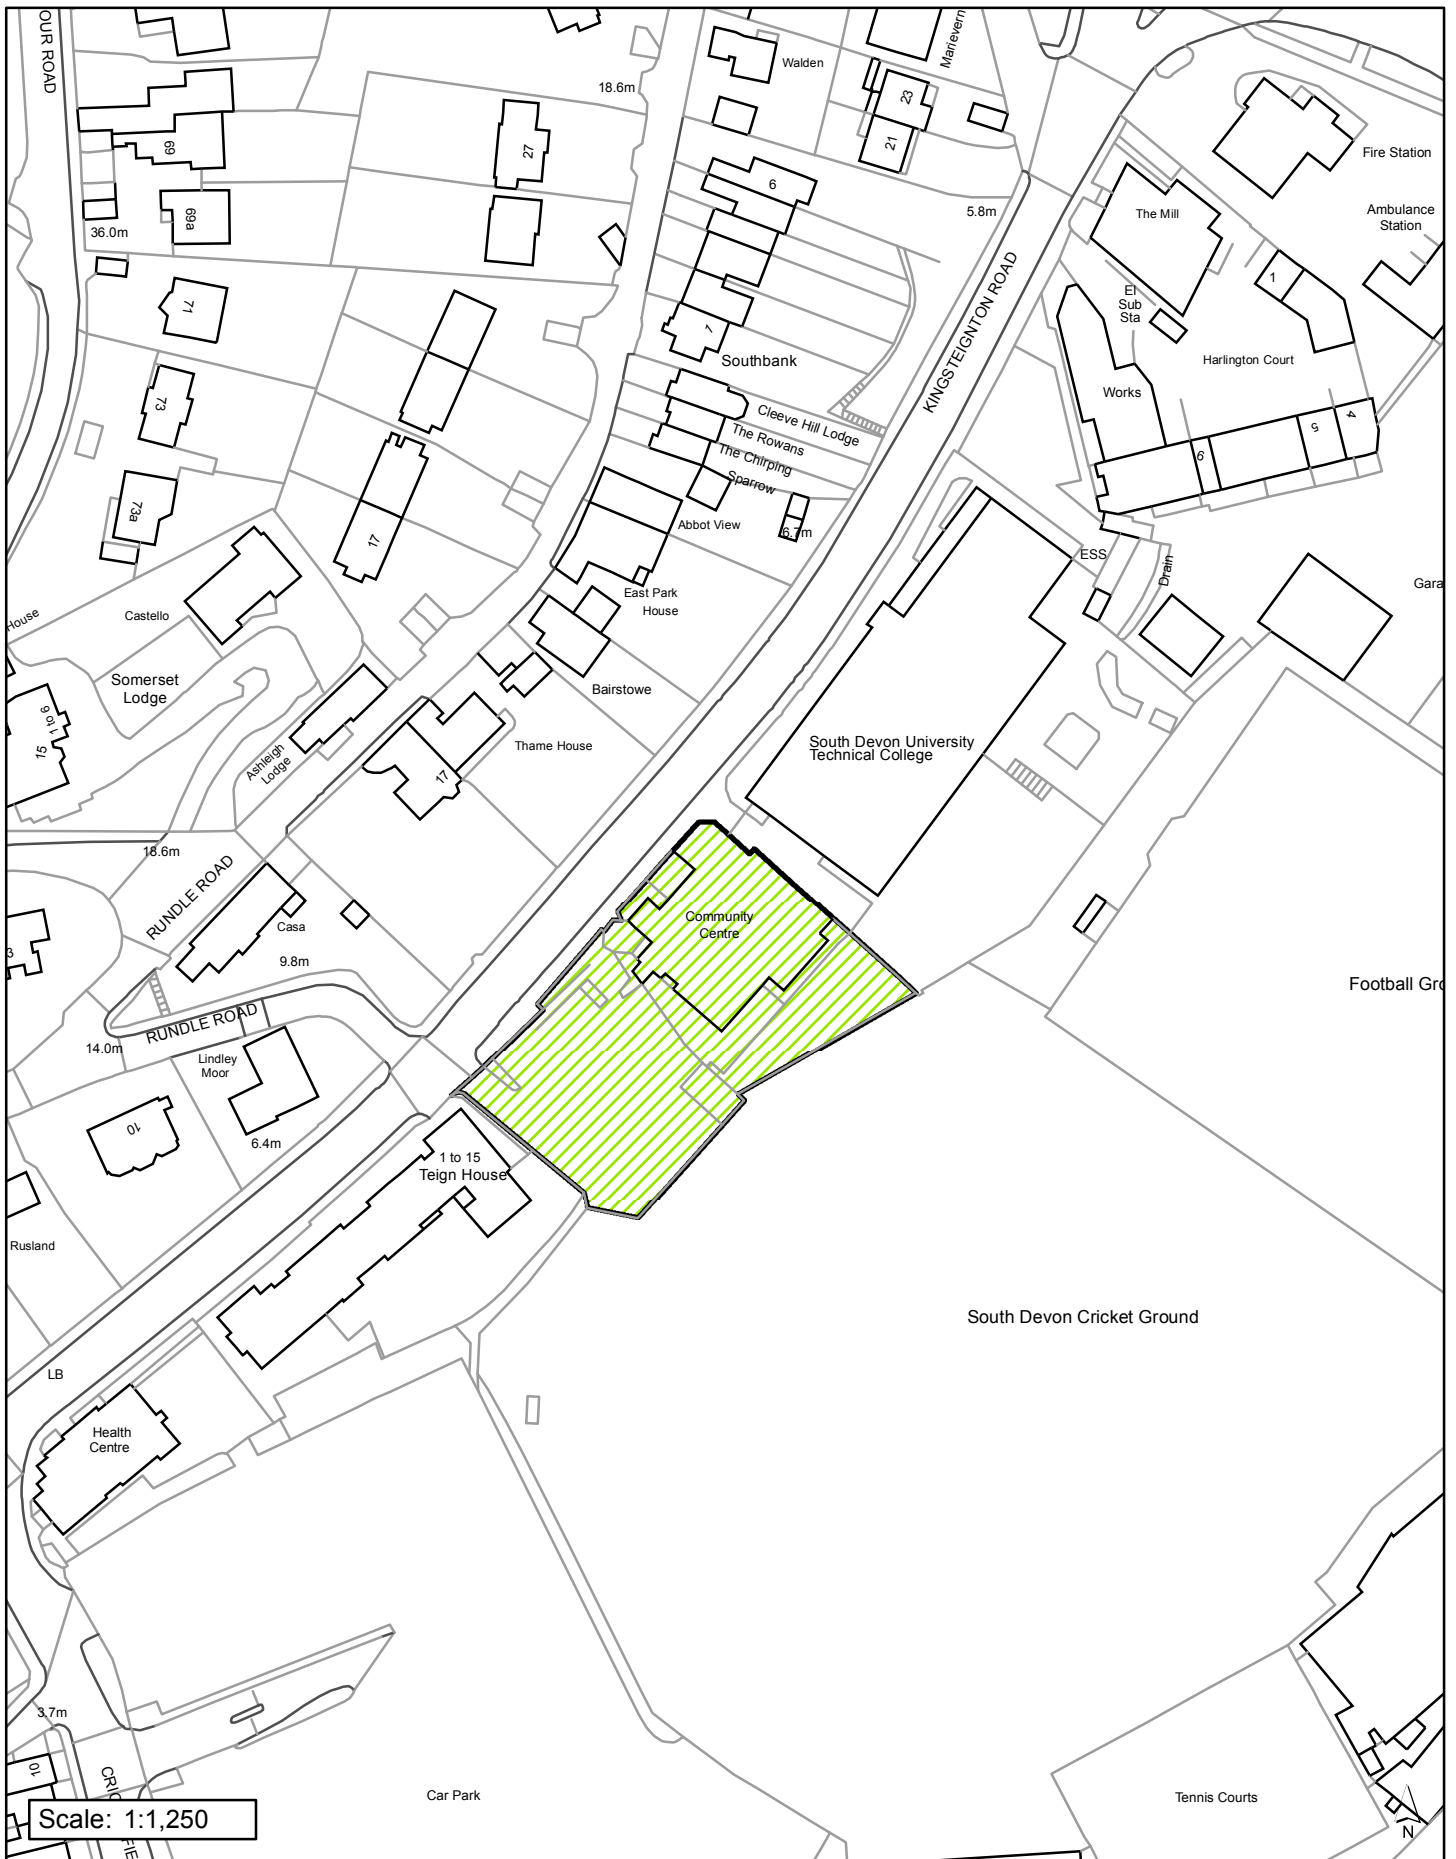 OUR ROAD
Walden
Marievern
18.6m
23
21
69
27
6
Fire Station
69a
5.8m
The Mill
Ambulance
Station
36.0m
KINGSTEIGNTON ROAD
1
El
Sub
Sta
71
1
Southbank
Harlington Court
Works
73
Cleeve Hill Lodge
The Rowans
The Chirping
Sparrow
4
5
6
73a
17
Abbot View
6.7m
ESS
Drain
East Park
House
Gara
House
Castello
Somerset
Lodge
Bairstowe
1 to 6
15
Ashleigh
Lodge
Thame House
17
South Devon University
Technical College
18.6m
RUNDLE ROAD
Casa
Community
Centre
3
9.8m
Football Gro
RUNDLE ROAD
14.0m
Lindley
Moor
10
6.4m
1 to 15
Teign House
Rusland
South Devon Cricket Ground
LB
Health
Centre
3.7m
10
CRIC
FIE
Car Park
Tennis Courts
Scale: 1:1,250
N